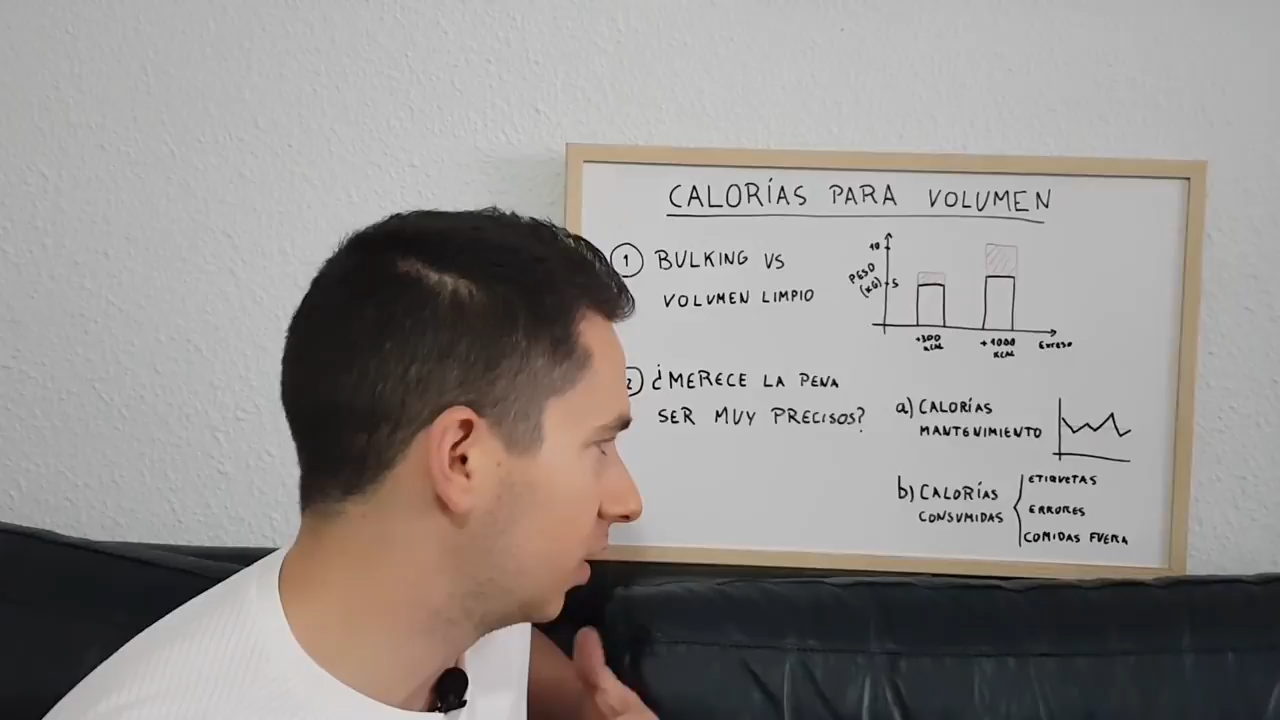 CALORÍAS PARA VOLUMEN
1 BULKING VS
VOLUMEN LIMPIO
10
PESO
(KG)
5
+300
KCAL
+1000
KCAL
Exceso
2 ¿MERECE LA PENA
SER MUY PRECISOS?
a) CALORÍAS
MANTENIMIENTO
b) CALORÍAS
CONSUMIDAS
ETIQUETAS
ERRORES
COMIDAS FUERA